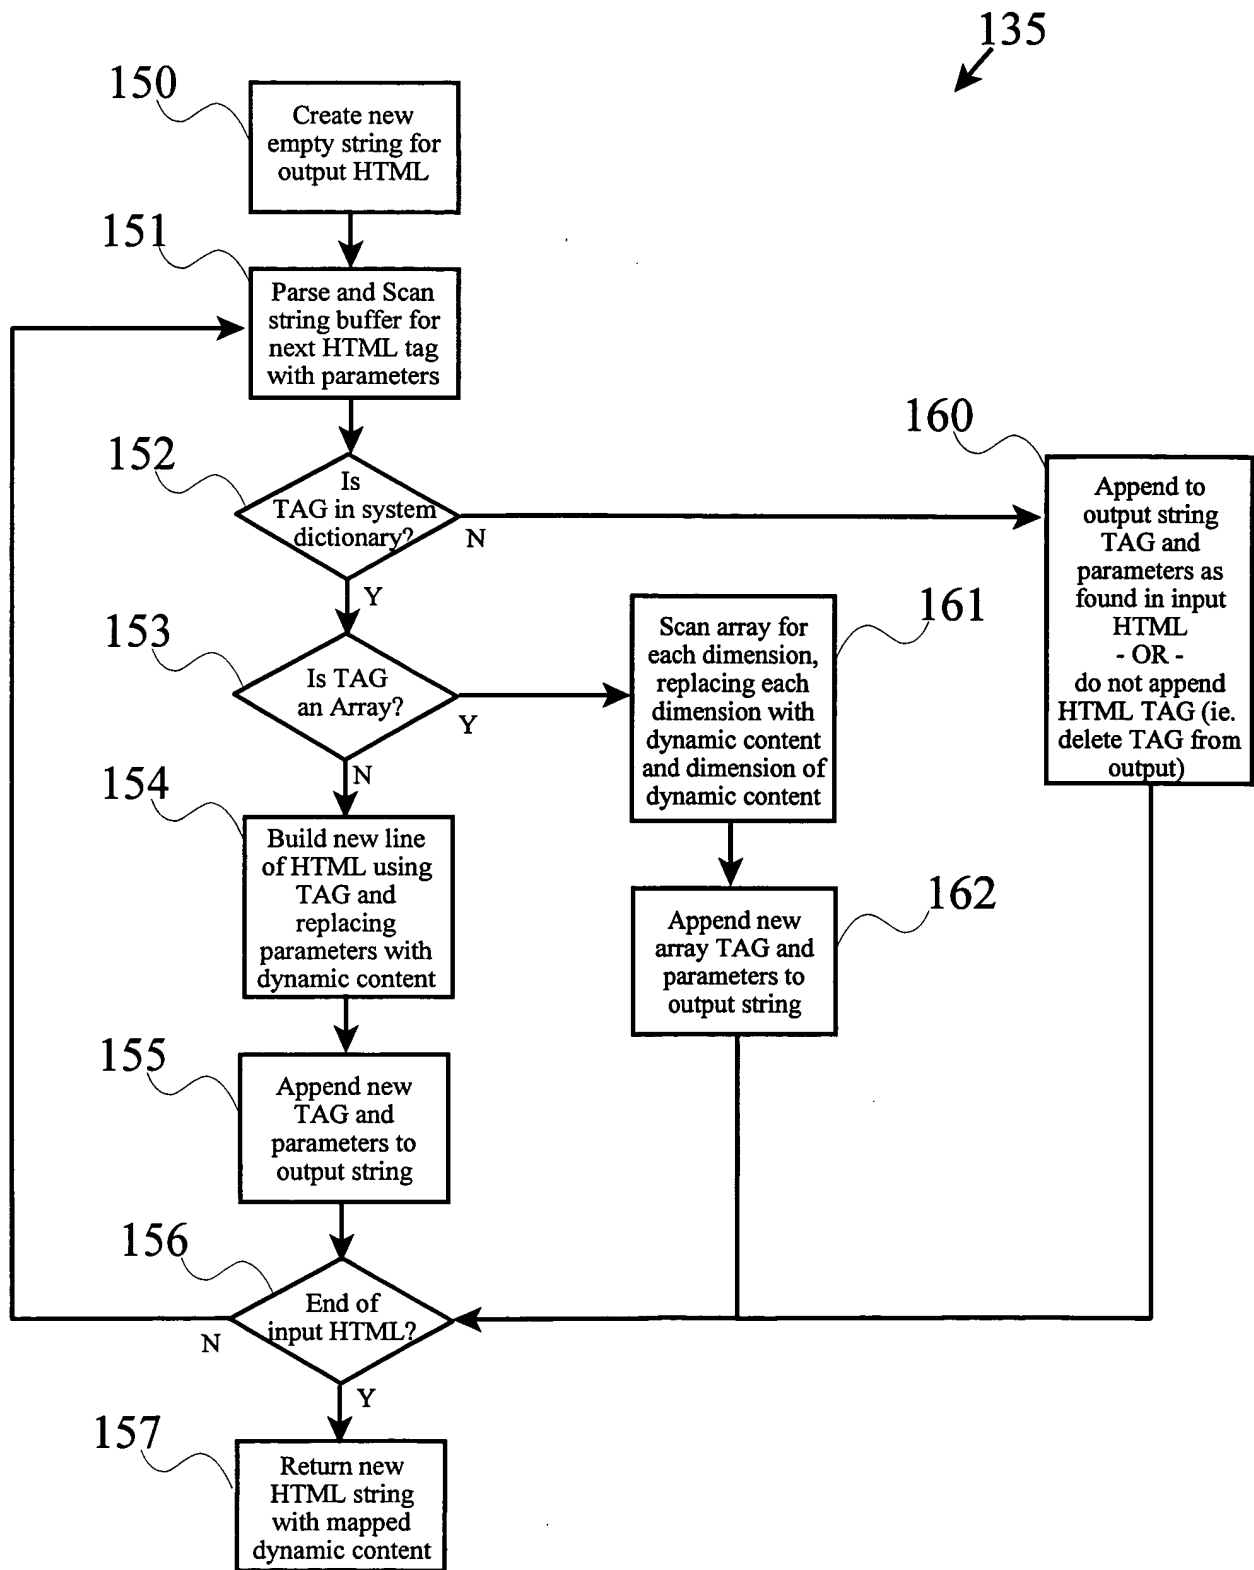 135
150
Create new
empty string for
output HTML
151
Parse and Scan
string buffer for
next HTML tag
with parameters
152
Is
TAG in system
dictionary?
N
Y
160
Append to
output string
TAG and
parameters as
found in input
HTML
- OR -
do not append
HTML TAG (ie.
delete TAG from
output)
153
Is TAG
an Array?
Y
N
161
Scan array for
each dimension,
replacing each
dimension with
dynamic content
and dimension of
dynamic content
154
Build new line
of HTML using
TAG and
replacing
parameters with
dynamic content
162
Append new
array TAG and
parameters to
output string
155
Append new
TAG and
parameters to
output string
156
End of
input HTML?
N
Y
157
Return new
HTML string
with mapped
dynamic content